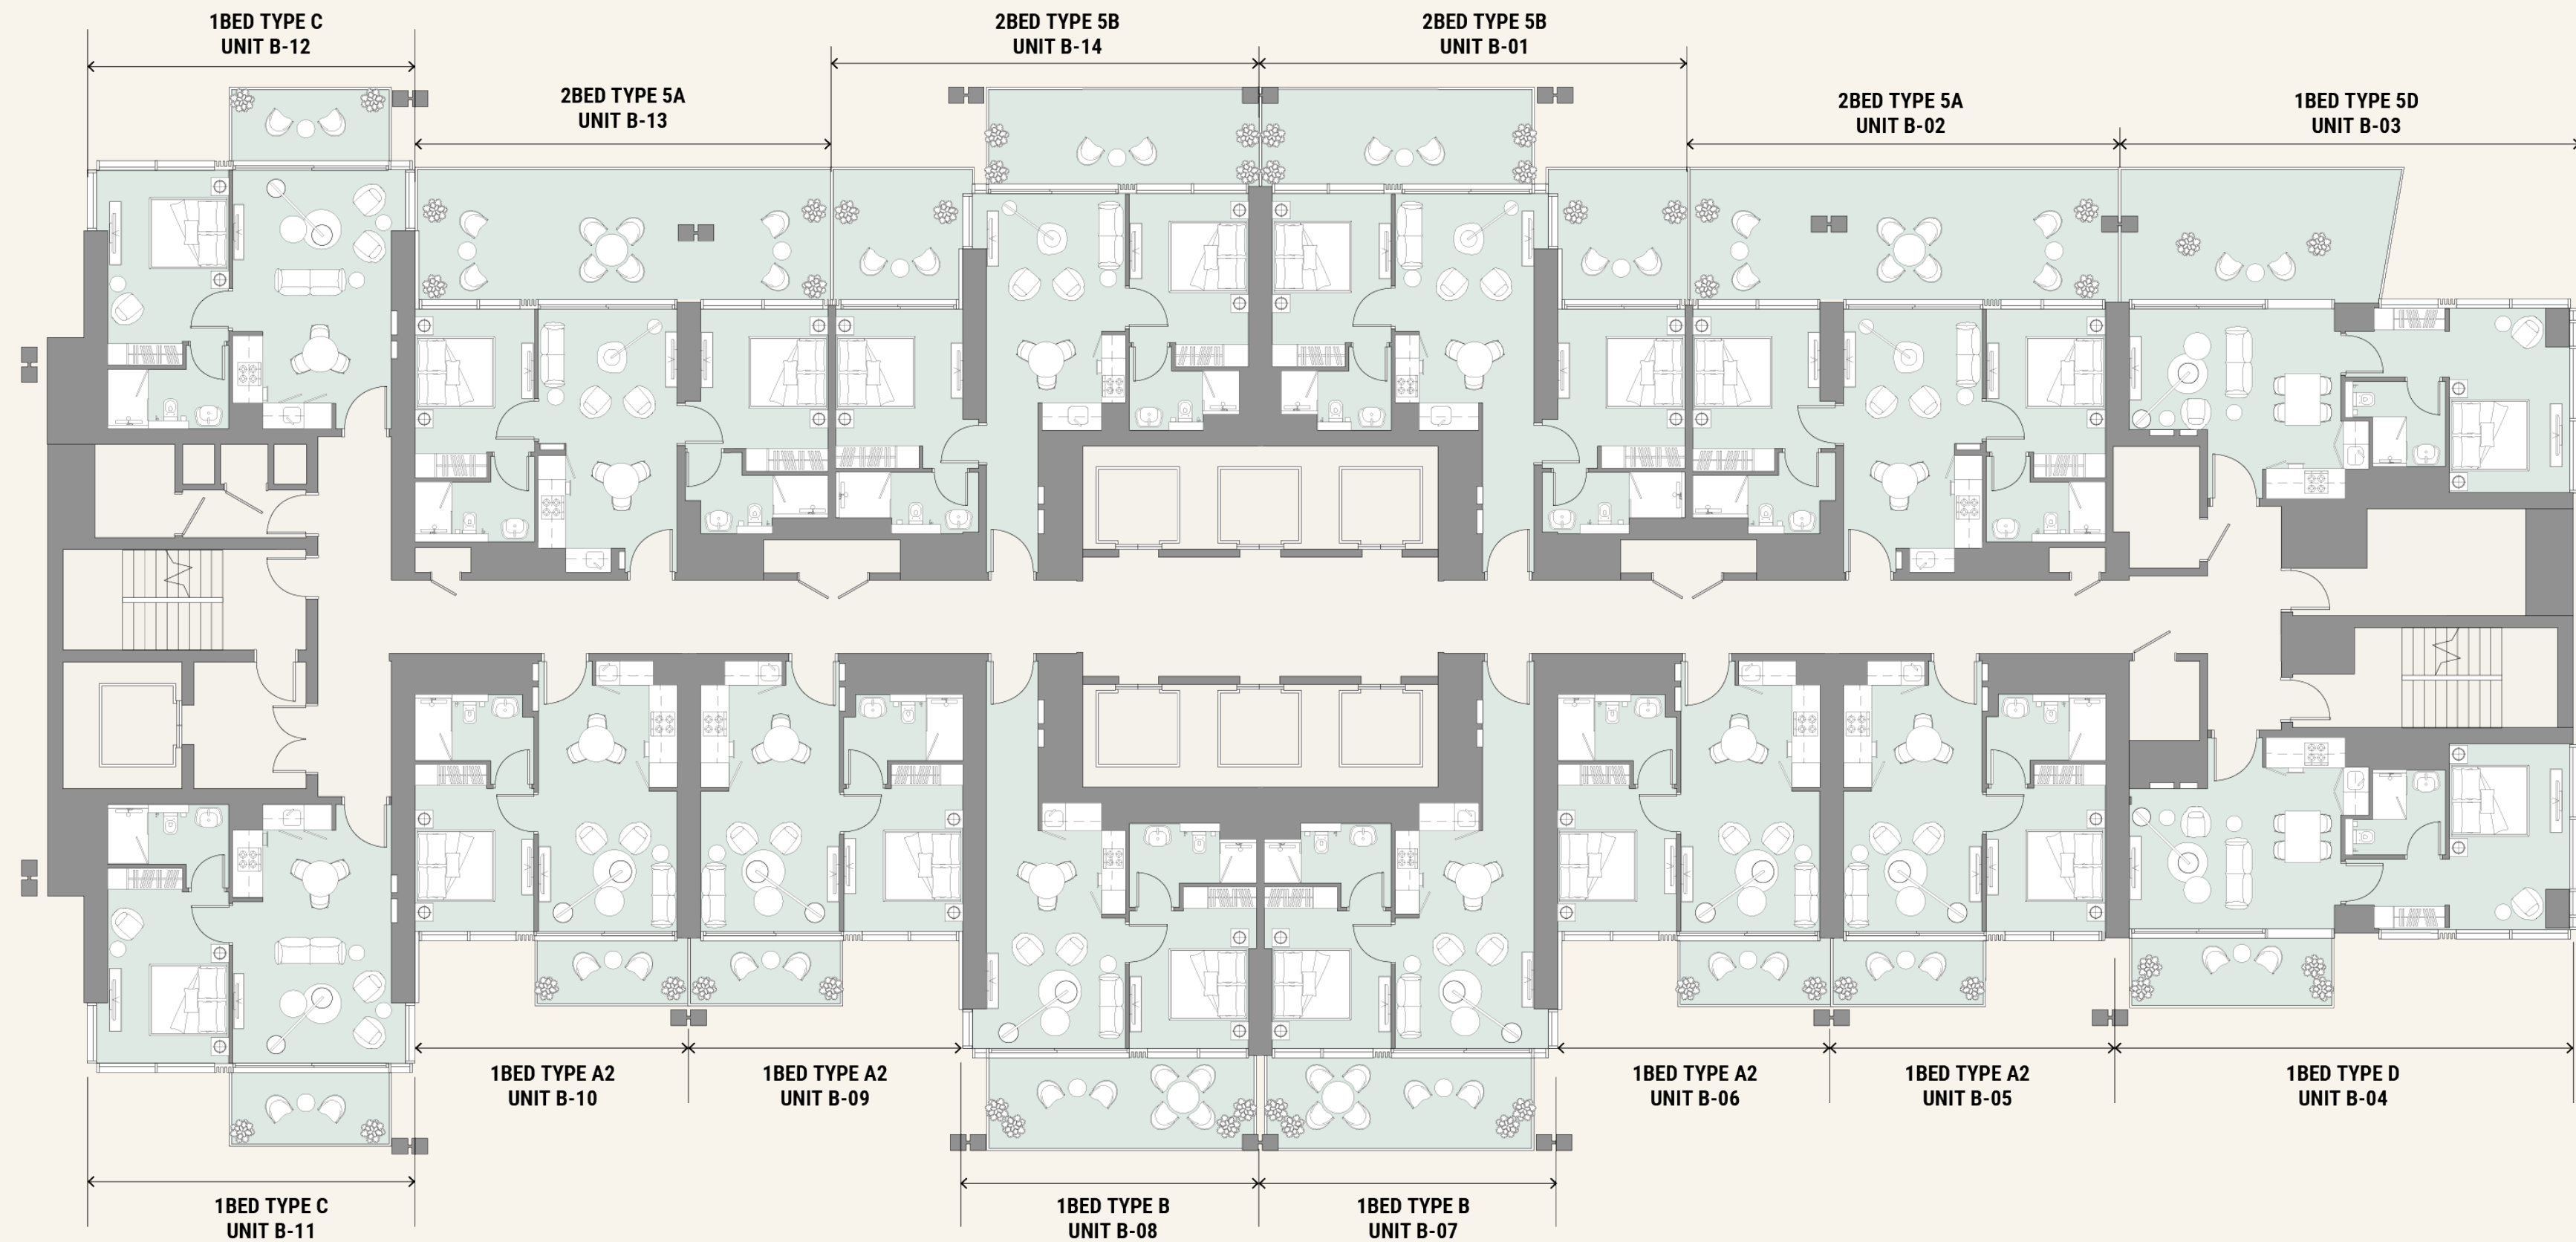 1BED TYPE C
UNIT B-12
2BED TYPE 5A
UNIT B-13
2BED TYPE 5B
UNIT B-14
2BED TYPE 5B
UNIT B-01
2BED TYPE 5A
UNIT B-02
1BED TYPE 5D
UNIT B-03
1BED TYPE C
UNIT B-11
1BED TYPE A2
UNIT B-10
1BED TYPE A2
UNIT B-09
1BED TYPE B
UNIT B-08
1BED TYPE B
UNIT B-07
1BED TYPE A2
UNIT B-06
1BED TYPE A2
UNIT B-05
1BED TYPE D
UNIT B-04